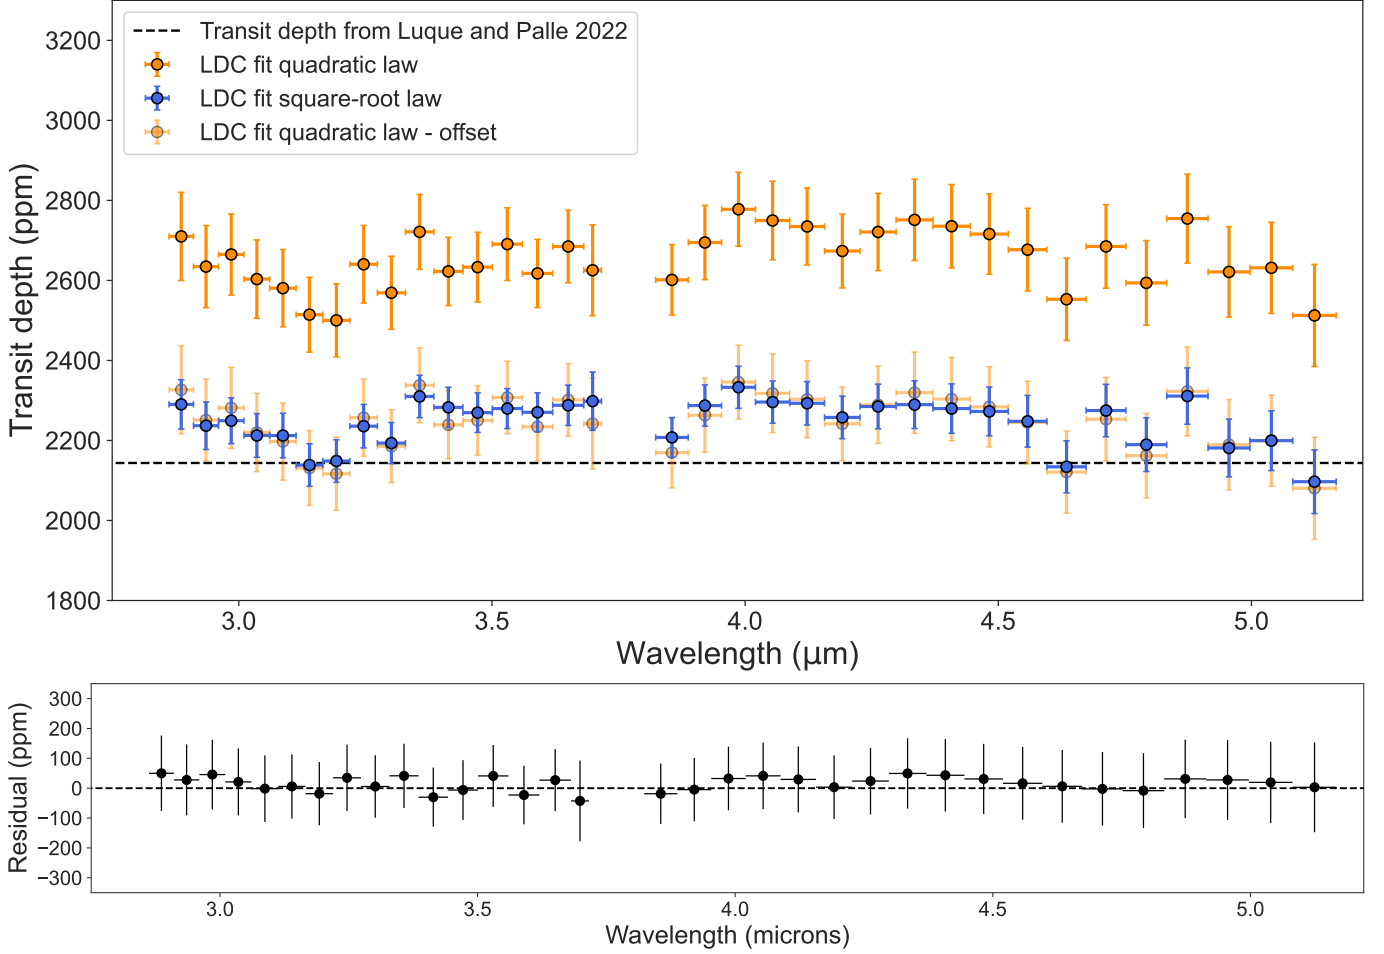 Transit depth from Luque and Palle 2022
LDC fit quadratic law
LDC fit square-root law
LDC fit quadratic law - offset
Transit depth (ppm)
3200
3000
2800
2600
2400
2200
2000
1800
3.0 3.5 4.0 4.5 5.0
Wavelength (μm)
Residual (ppm)
300
200
100
0
−100
−200
−300
3.0 3.5 4.0 4.5 5.0
Wavelength (microns)